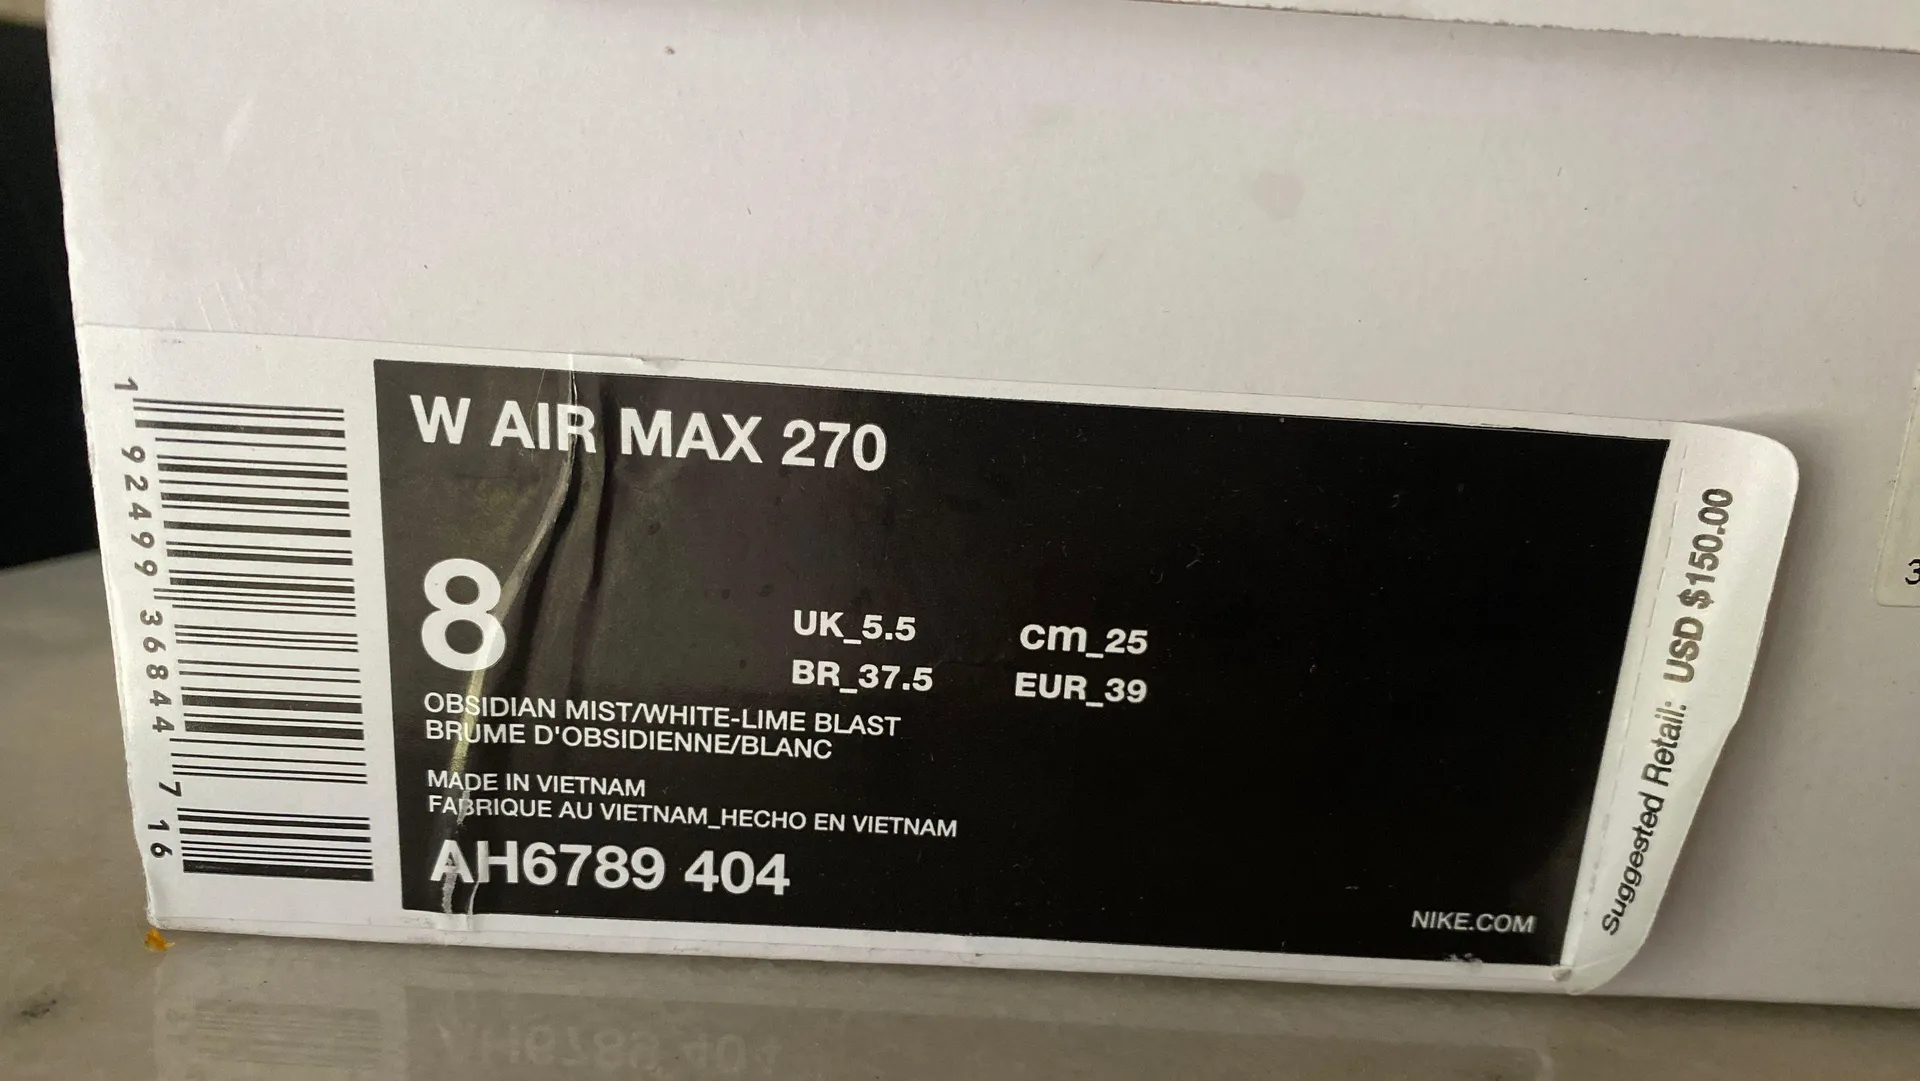 W AIR MAX 270
8
UK_5.5 cm_25
BR_37.5 EUR_39
OBSIDIAN MIST/WHITE-LIME BLAST
BRUME D'OBSIDIENNE/BLANC
MADE IN VIETNAM
FABRIQUE AU VIETNAM_HECHO EN VIETNAM
AH6789 404
NIKE.COM
Suggested Retail: USD $150.00
1 92499 36844 7 16
3